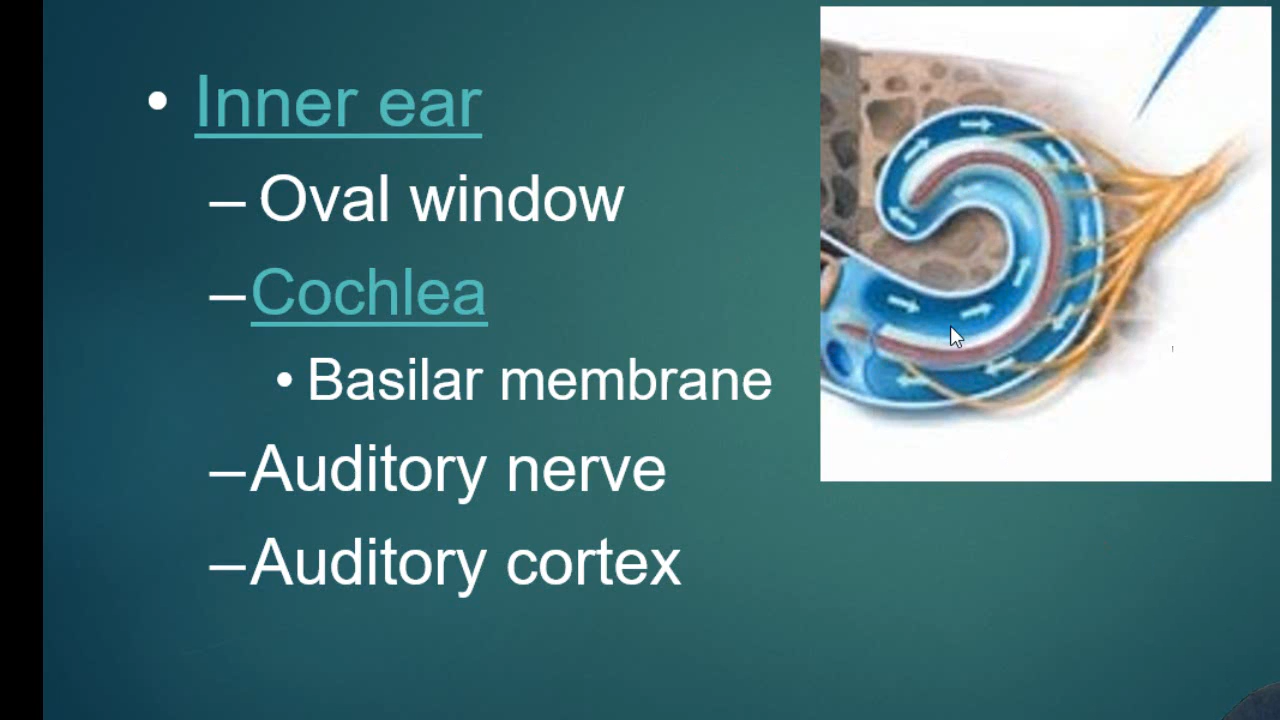 • Inner ear
– Oval window
–Cochlea
• Basilar membrane
–Auditory nerve
–Auditory cortex